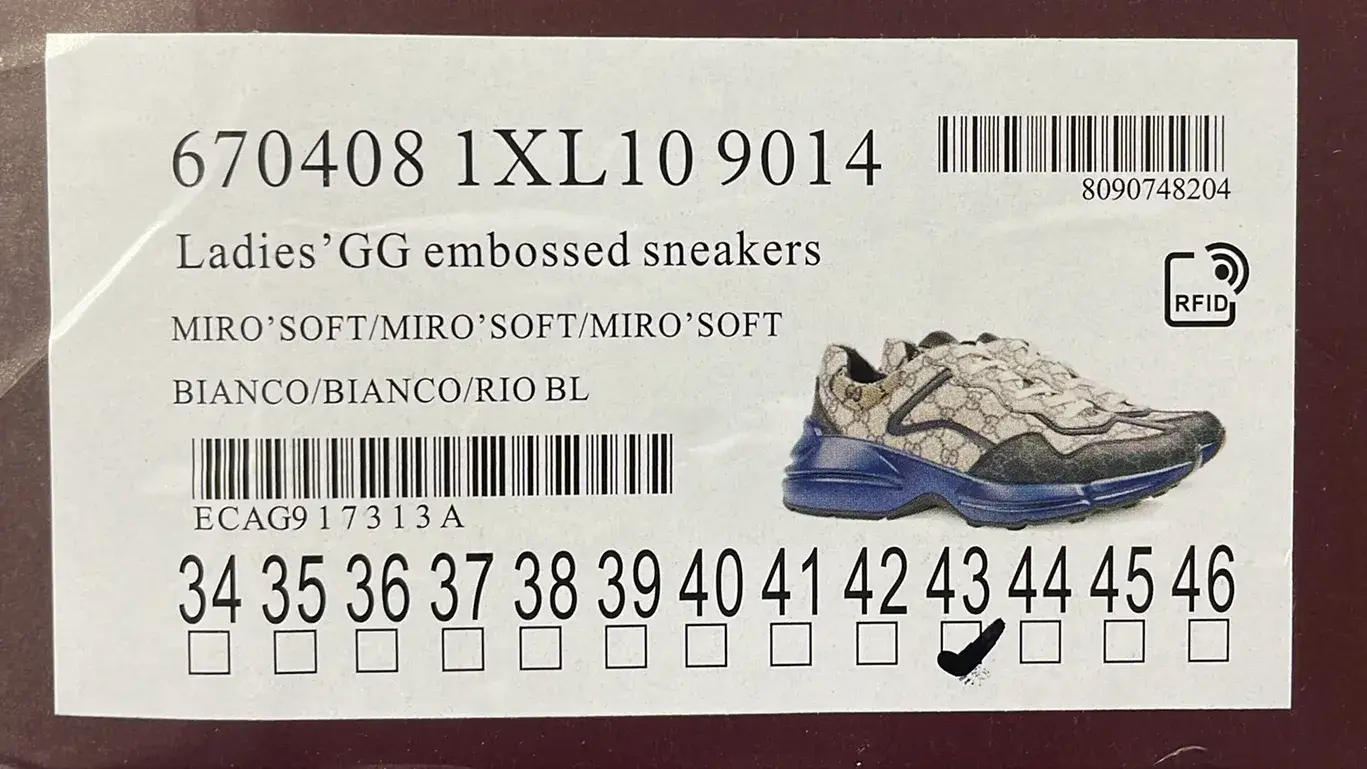 670408 1XL10 9014
8090748204
Ladies’GG embossed sneakers
RFID
MIRO’SOFT/MIRO’SOFT/MIRO’SOFT
BIANCO/BIANCO/RIO BL
ECAG917313A
34 35 36 37 38 39 40 41 42 43 44 45 46